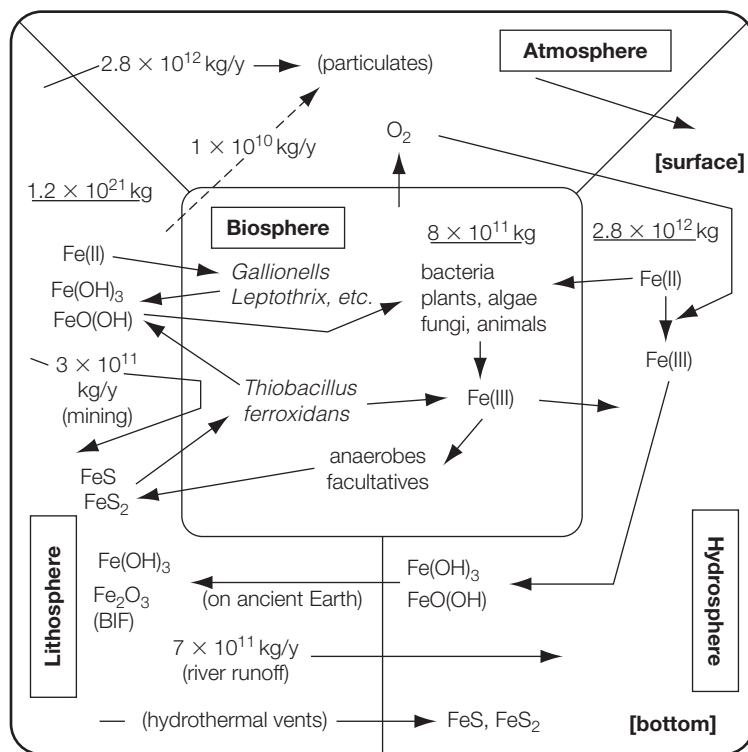 Atmosphere
2.8 × 10¹² kg/y
(particulates)
1 × 10¹⁰ kg/y
O₂
[surface]
1.2 × 10²¹ kg
Biosphere
8 × 10¹¹ kg
2.8 × 10¹² kg
Fe(II)
Gallionells
Leptothrix, etc.
bacteria
plants, algae
fungi, animals
Fe(II)
Fe(OH)₃
FeO(OH)
Fe(III)
3 × 10¹¹
kg/y
(mining)
Thiobacillus
ferroxidans
Fe(III)
anaerobes
facultatives
FeS
FeS₂
Lithosphere
Hydrosphere
Fe(OH)₃
Fe₂O₃
(BIF)
(on ancient Earth)
Fe(OH)₃
FeO(OH)
7 × 10¹¹ kg/y
(river runoff)
(hydrothermal vents)
FeS, FeS₂
[bottom]